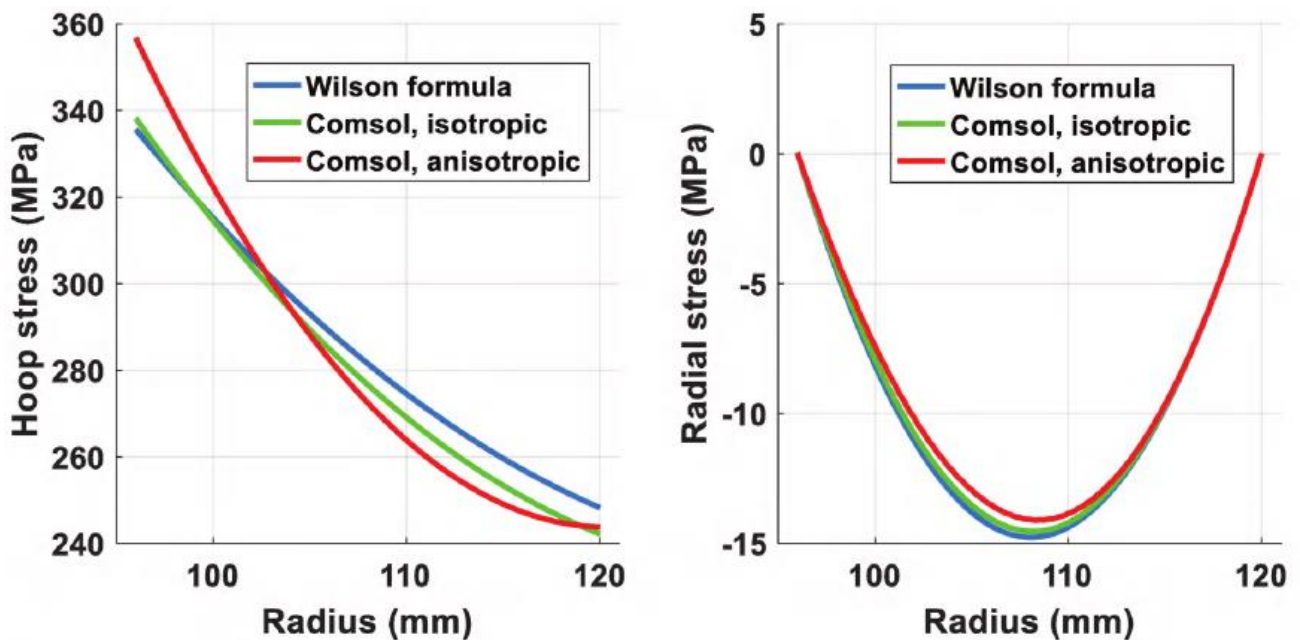 Hoop stress (MPa)
360
340
320
300
280
260
240
Wilson formula
Comsol, isotropic
Comsol, anisotropic
100
110
120
Radius (mm)
Radial stress (MPa)
5
0
-5
-10
-15
Wilson formula
Comsol, isotropic
Comsol, anisotropic
100
110
120
Radius (mm)